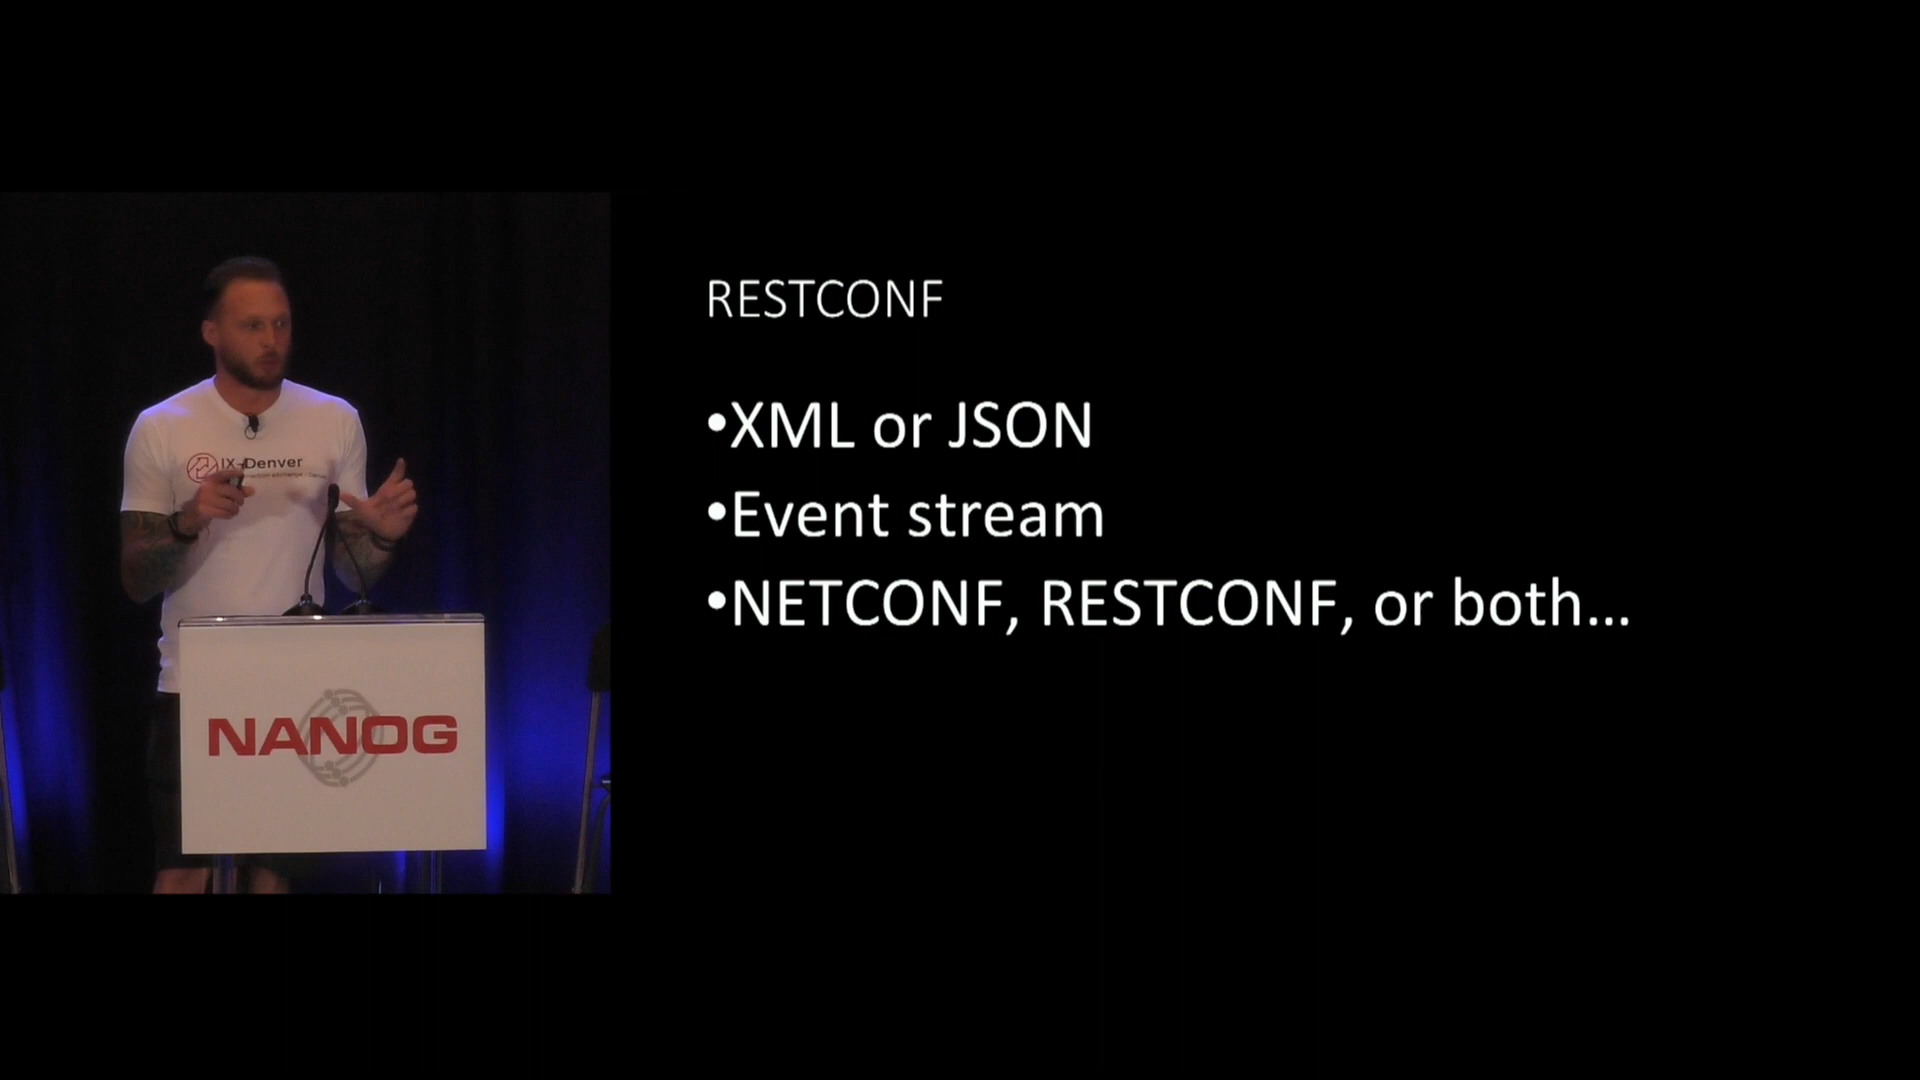 RESTCONF
•XML or JSON
•Event stream
•NETCONF, RESTCONF, or both...
IX-Denver
NANOG